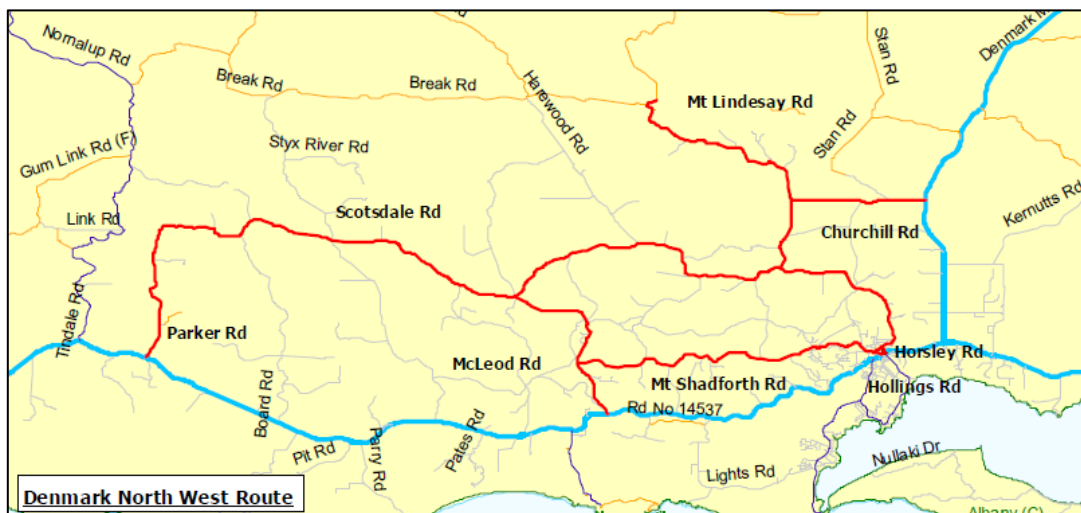 Nornalup Rd
Break Rd
Break Rd
Harewood Rd
Mt Lindesay Rd
Stan Rd
Denmark M
Gum Link Rd (F)
Styx River Rd
Stan Rd
Kernutts Rd
Link Rd
Scotsdale Rd
Churchill Rd
Tindale Rd
Parker Rd
McLeod Rd
Horsley Rd
Mt Shadforth Rd
Hollings Rd
Board Rd
Rd No 14537
Pit Rd
Parry Rd
Pates Rd
Lights Rd
Nullaki Dr
Denmark North West Route
Albany (C)